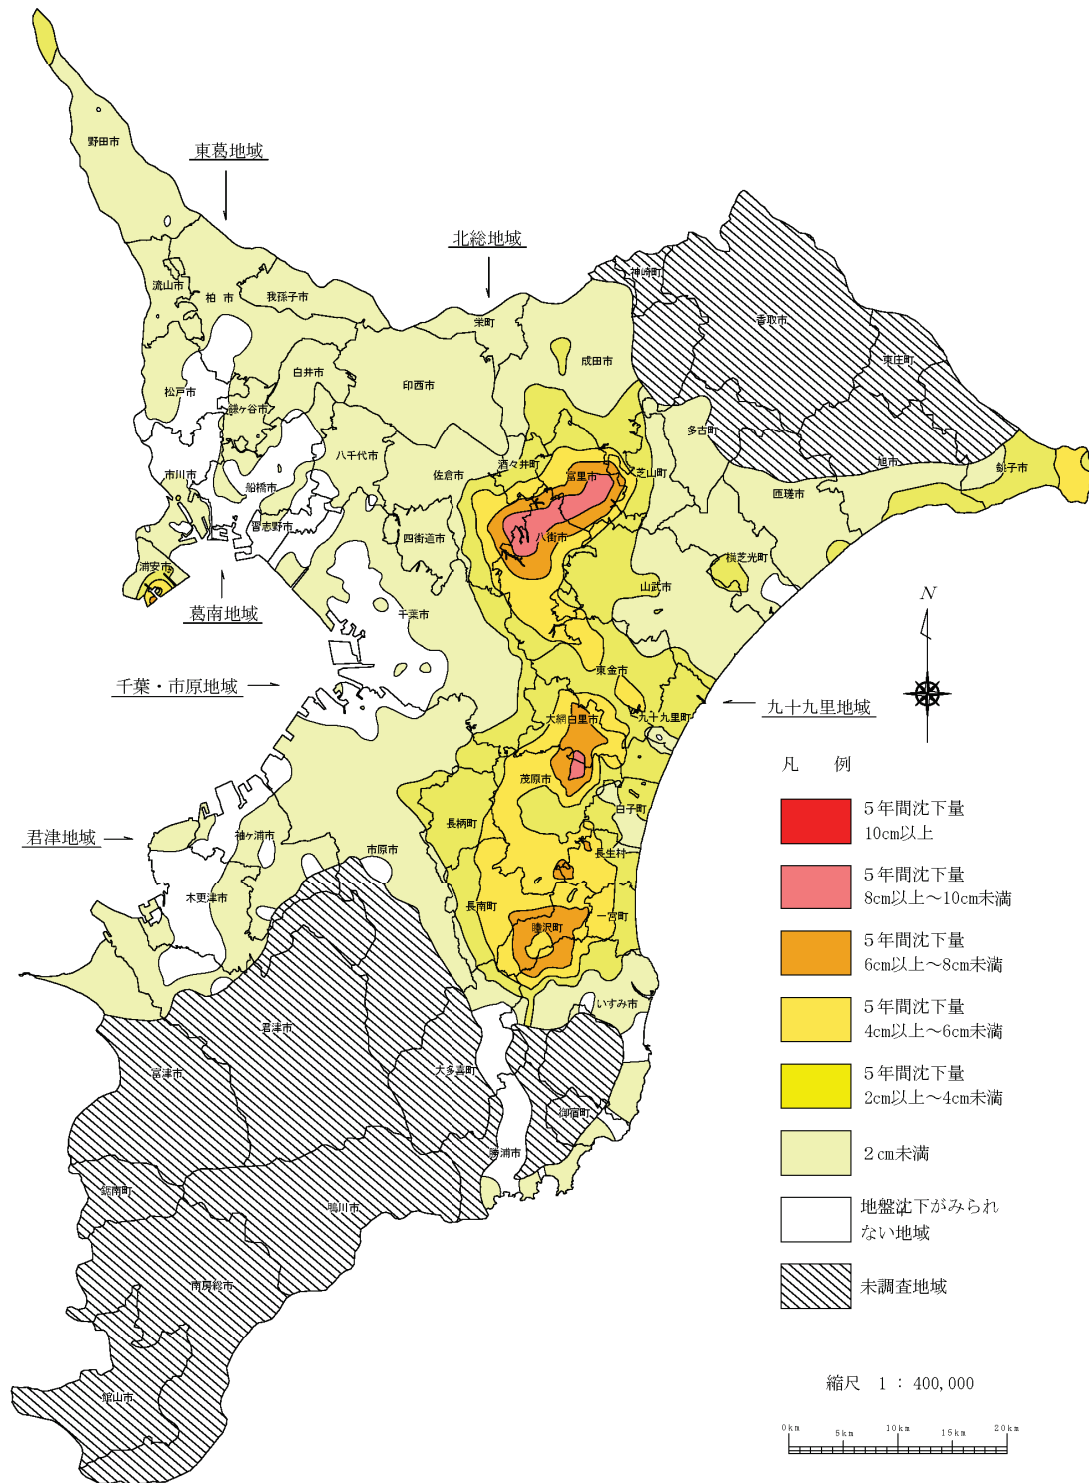 野田市
東葛地域
北総地域
神崎町
流山市
柏 市
我孫子市
栄町
香取市
成田市
東庄町
松戸市
白井市
印西市
鎌ヶ谷市
多古町
市川市
船橋市
八千代市
佐倉市
酒々井町
富里市
芝山町
旭市
銚子市
匝瑳市
習志野市
四街道市
八街市
横芝光町
浦安市
山武市
葛南地域
千葉市
N
千葉・市原地域
東金市
九十九里地域
大網白里市
九十九里町
凡 例
茂原市
白子町
5年間沈下量
10cm以上
君津地域
袖ヶ浦市
長柄町
市原市
長生村
5年間沈下量
8cm以上～10cm未満
木更津市
長南町
睦沢町
一宮町
5年間沈下量
6cm以上～8cm未満
いすみ市
5年間沈下量
4cm以上～6cm未満
君津市
富津市
大多喜町
5年間沈下量
2cm以上～4cm未満
御宿町
勝浦市
2cm未満
鋸南町
鴨川市
地盤沈下がみられ
ない地域
南房総市
未調査地域
館山市
縮尺 1 : 400,000
0km
5km
10km
15km
20km